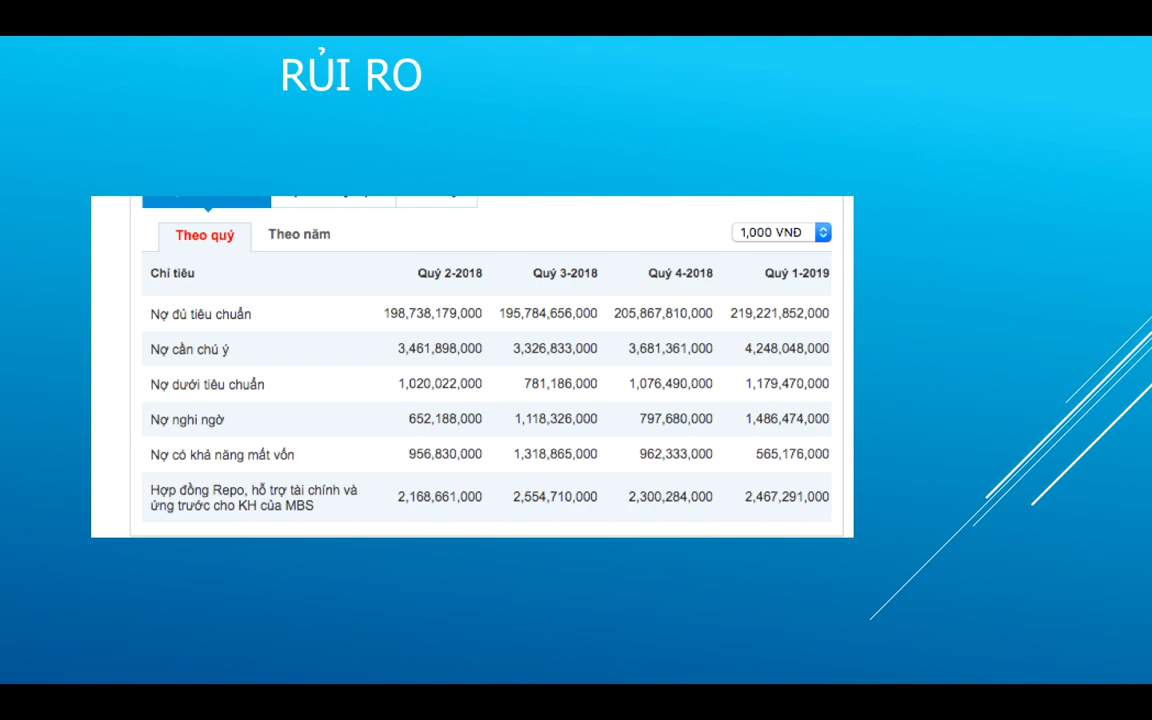 RỦI RO
Theo quý Theo năm 1,000 VNĐ
Chỉ tiêu Quý 2-2018 Quý 3-2018 Quý 4-2018 Quý 1-2019
Nợ đủ tiêu chuẩn 198,738,179,000 195,784,656,000 205,867,810,000 219,221,852,000
Nợ cần chú ý 3,461,898,000 3,326,833,000 3,681,361,000 4,248,048,000
Nợ dưới tiêu chuẩn 1,020,022,000 781,186,000 1,076,490,000 1,179,470,000
Nợ nghi ngờ 652,188,000 1,118,326,000 797,680,000 1,486,474,000
Nợ có khả năng mất vốn 956,830,000 1,318,865,000 962,333,000 565,176,000
Hợp đồng Repo, hỗ trợ tài chính và
ứng trước cho KH của MBS 2,168,661,000 2,554,710,000 2,300,284,000 2,467,291,000